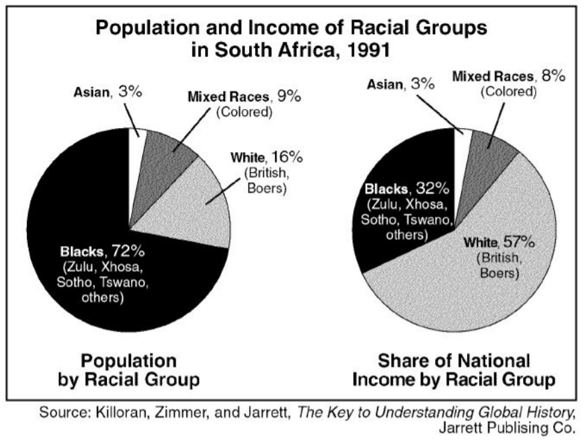 Population and Income of Racial Groups
in South Africa, 1991
Asian, 3%
Mixed Races, 9%
(Colored)
White, 16%
(British,
Boers)
Blacks, 72%
(Zulu, Xhosa,
Sotho, Tswano,
others)
Population
by Racial Group
Asian, 3%
Mixed Races, 8%
(Colored)
Blacks, 32%
(Zulu, Xhosa,
Sotho, Tswano,
others)
White, 57%
(British,
Boers)
Share of National
Income by Racial Group
Source: Killoran, Zimmer, and Jarrett, The Key to Understanding Global History,
Jarrett Publising Co.